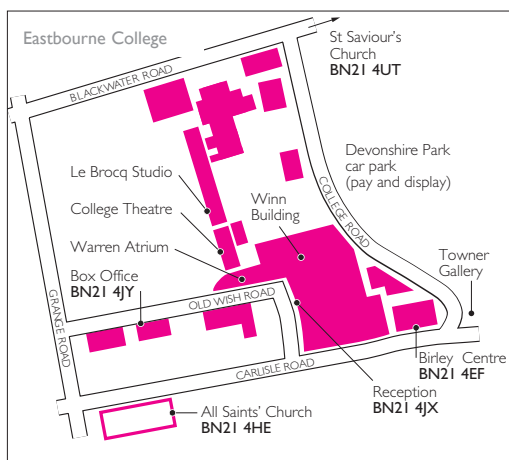 Eastbourne College
St Saviour's
Church
BN21 4UT
BLACKWATER ROAD
Devonshire Park
car park
(pay and display)
Le Brocq Studio
College Theatre
Winn
Building
COLLEGE ROAD
Warren Atrium
Towner
Gallery
Box Office
BN21 4JY
OLD WISH ROAD
GRANGE ROAD
CARLISLE ROAD
Birley Centre
BN21 4EF
Reception
BN21 4JX
All Saints' Church
BN21 4HE